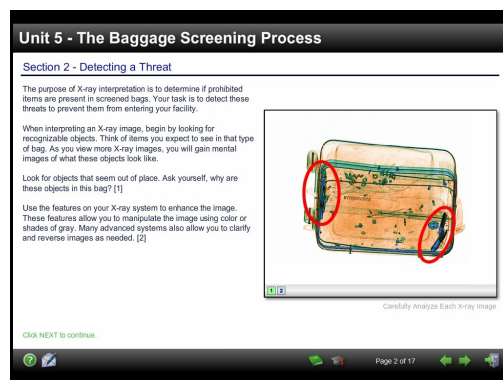 Unit 5 - The Baggage Screening Process
Section 2 - Detecting a Threat
The purpose of X-ray interpretation is to determine if prohibited
items are present in screened bags. Your task is to detect these
threats to prevent them from entering your facility.
When interpreting an X-ray image, begin by looking for
recognizable objects. Think of items you expect to see in that type
of bag. As you view more X-ray images, you will gain mental
images of what these objects look like.
Look for objects that seem out of place. Ask yourself, why are
these objects in this bag? [1]
Use the features on your X-ray system to enhance the image.
These features allow you to manipulate the image using color or
shades of gray. Many advanced systems also allow you to clarify
and reverse images as needed. [2]
1 2
Carefully Analyze Each X-ray Image
Click NEXT to continue.
? Page 2 of 17